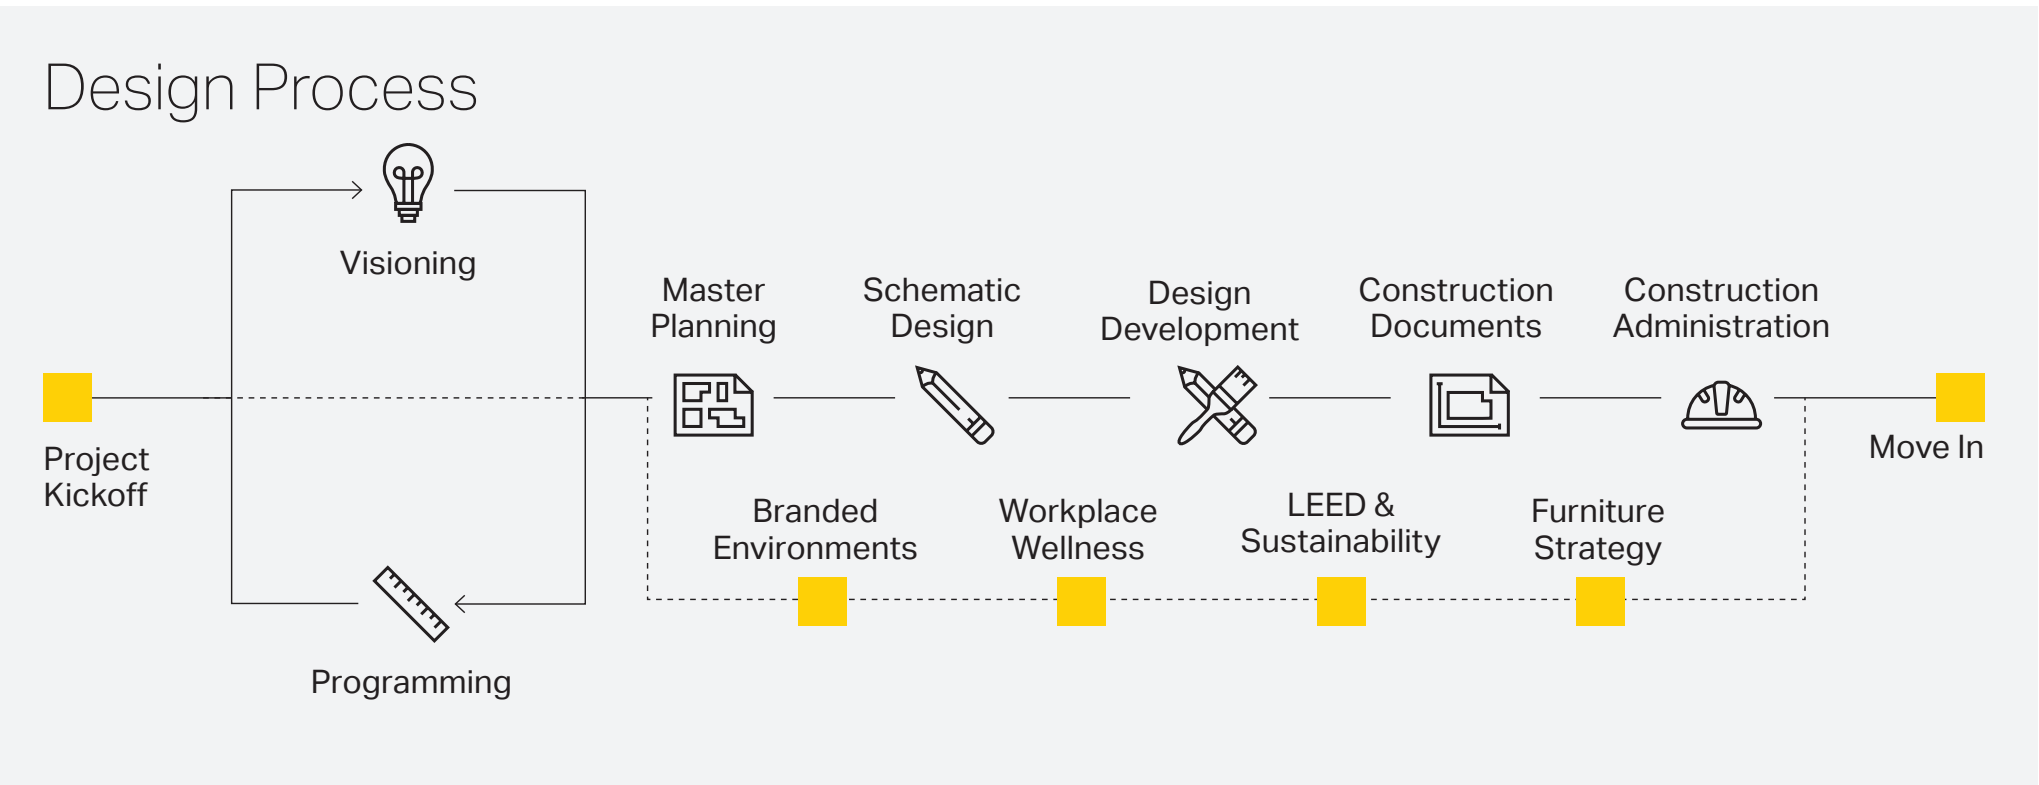 Design Process
Visioning
Master
Planning
Schematic
Design
Design
Development
Construction
Documents
Construction
Administration
Project
Kickoff
Move In
Branded
Environments
Workplace
Wellness
LEED &
Sustainability
Furniture
Strategy
Programming